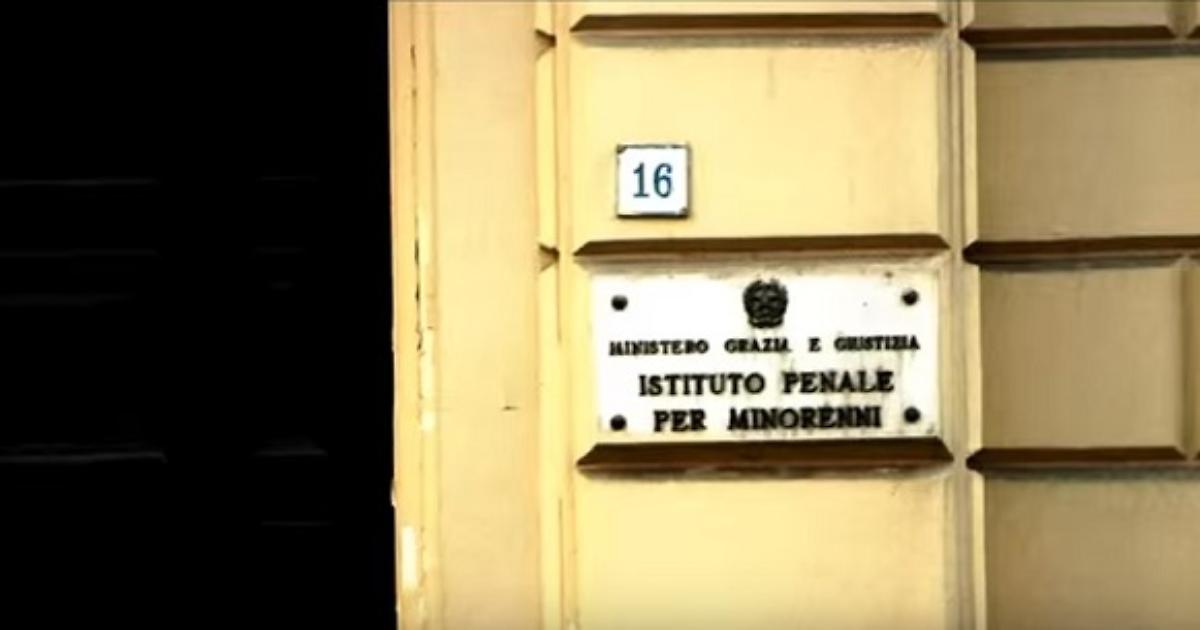 16
MINISTERO GRAZIA E GIUSTIZIA
ISTITUTO PENALE
PER MINORENNI